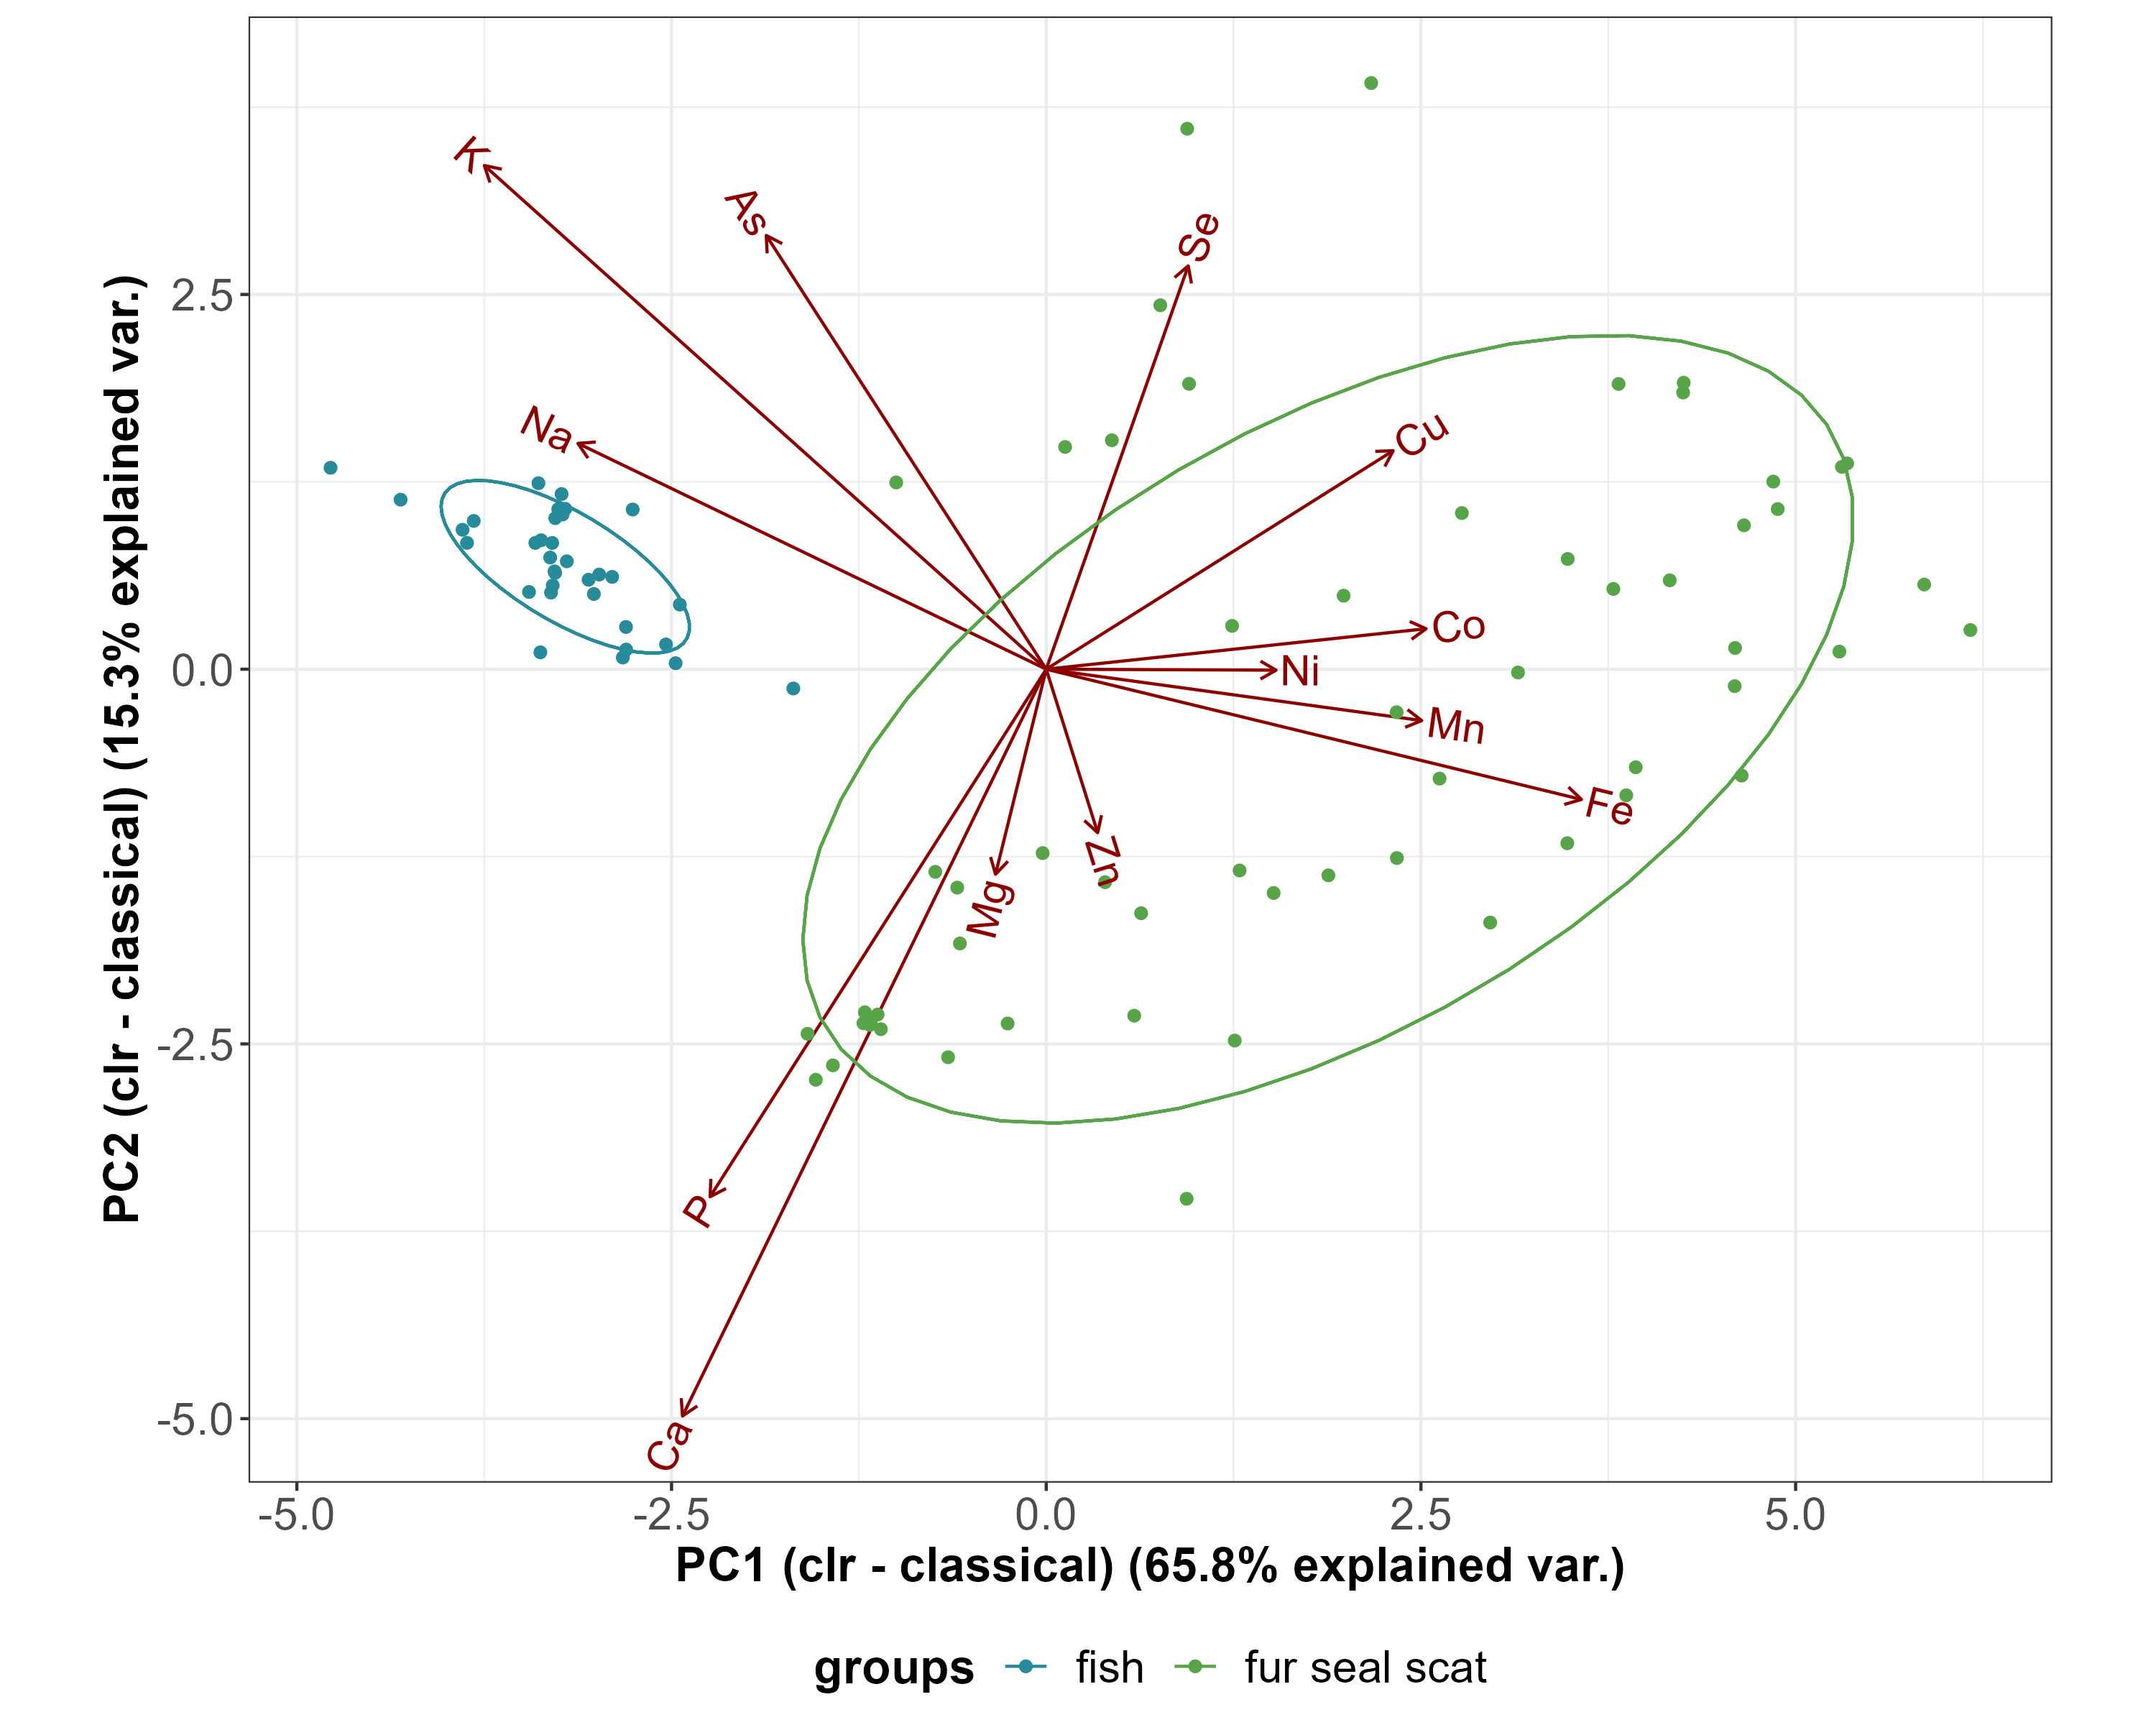 K
As
Se
2.5
Na
Cu
Co
0.0
Ni
Mn
Fe
Zn
Mg
-2.5
P
-5.0
Ca
PC2 (clr - classical) (15.3% explained var.)
-5.0 -2.5 0.0 2.5 5.0
PC1 (clr - classical) (65.8% explained var.)
groups fish fur seal scat